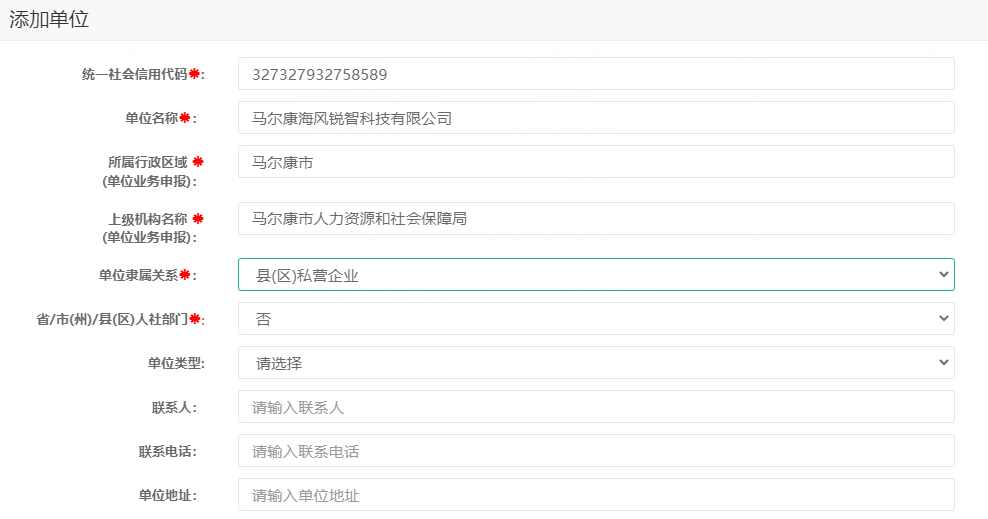 添加单位
统一社会信用代码✱: 327327932758589
单位名称✱: 马尔康海风锐智科技有限公司
所属行政区域 ✱ 马尔康市
(单位业务申报):
上级机构名称 ✱ 马尔康市人力资源和社会保障局
(单位业务申报):
单位隶属关系✱: 县(区)私营企业
省/市(州)/县(区)人社部门✱: 否
单位类型: 请选择
联系人: 请输入联系人
联系电话: 请输入联系电话
单位地址: 请输入单位地址